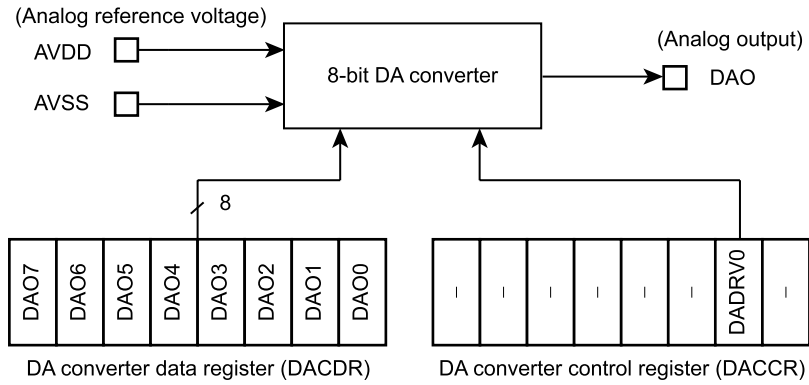 (Analog reference voltage)
AVDD
AVSS
8-bit DA converter
(Analog output)
DAO
8
DAO7 DAO6 DAO5 DAO4 DAO3 DAO2 DAO1 DAO0
– – – – – – DADRV0 –
DA converter data register (DACDR)
DA converter control register (DACCR)